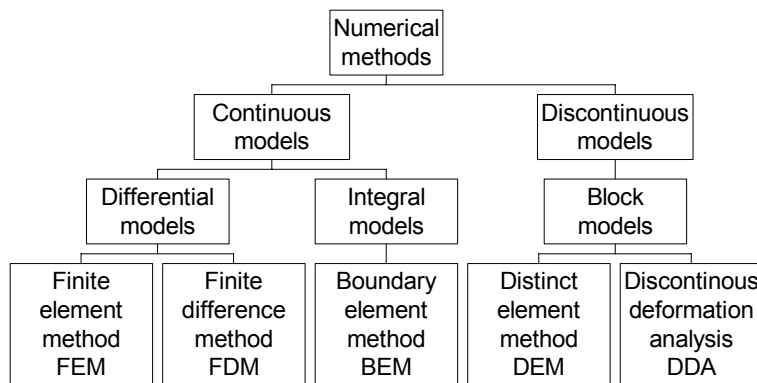 Numerical
methods
Continuous
models
Discontinuous
models
Differential
models
Integral
models
Block
models
Finite
element
method
FEM
Finite
difference
method
FDM
Boundary
element
method
BEM
Distinct
element
method
DEM
Discontinous
deformation
analysis
DDA